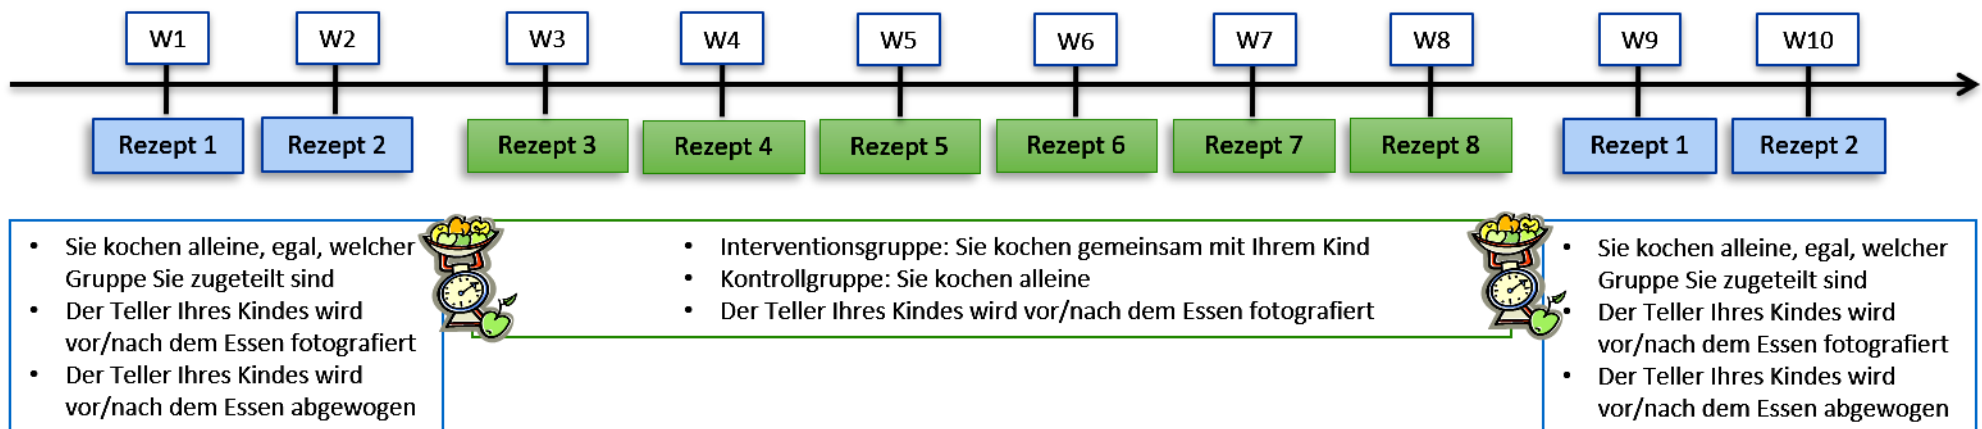 W1
W2
W3
W4
W5
W6
W7
W8
W9
W10
Rezept 1
Rezept 2
Rezept 3
Rezept 4
Rezept 5
Rezept 6
Rezept 7
Rezept 8
Rezept 1
Rezept 2
• Sie kochen alleine, egal, welcher
Gruppe Sie zugeteilt sind
• Der Teller Ihres Kindes wird
vor/nach dem Essen fotografiert
• Der Teller Ihres Kindes wird
vor/nach dem Essen abgewogen
• Interventionsgruppe: Sie kochen gemeinsam mit Ihrem Kind
• Kontrollgruppe: Sie kochen alleine
• Der Teller Ihres Kindes wird vor/nach dem Essen fotografiert
• Sie kochen alleine, egal, welcher
Gruppe Sie zugeteilt sind
• Der Teller Ihres Kindes wird
vor/nach dem Essen fotografiert
• Der Teller Ihres Kindes wird
vor/nach dem Essen abgewogen